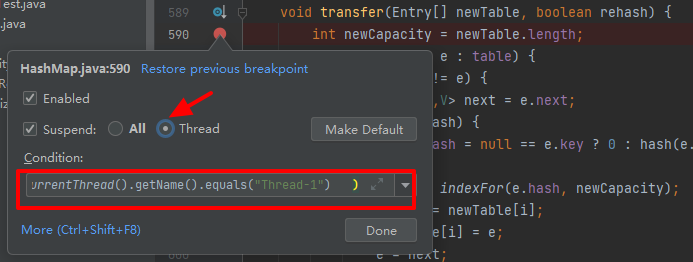 est.java
.java
589 void transfer(Entry[] newTable, boolean rehash) {
590 int newCapacity = newTable.length;
e : table) {
!= e) {
,V> next = e.next;
ash) {
ash = null == e.key ? 0 : hash(e.
indexFor(e.hash, newCapacity);
= newTable[i];
e[i] = e;
e = next;
HashMap.java:590 Restore previous breakpoint
Enabled
Suspend: All Thread Make Default
Condition:
urrentThread().getName().equals("Thread-1") )
More (Ctrl+Shift+F8) Done